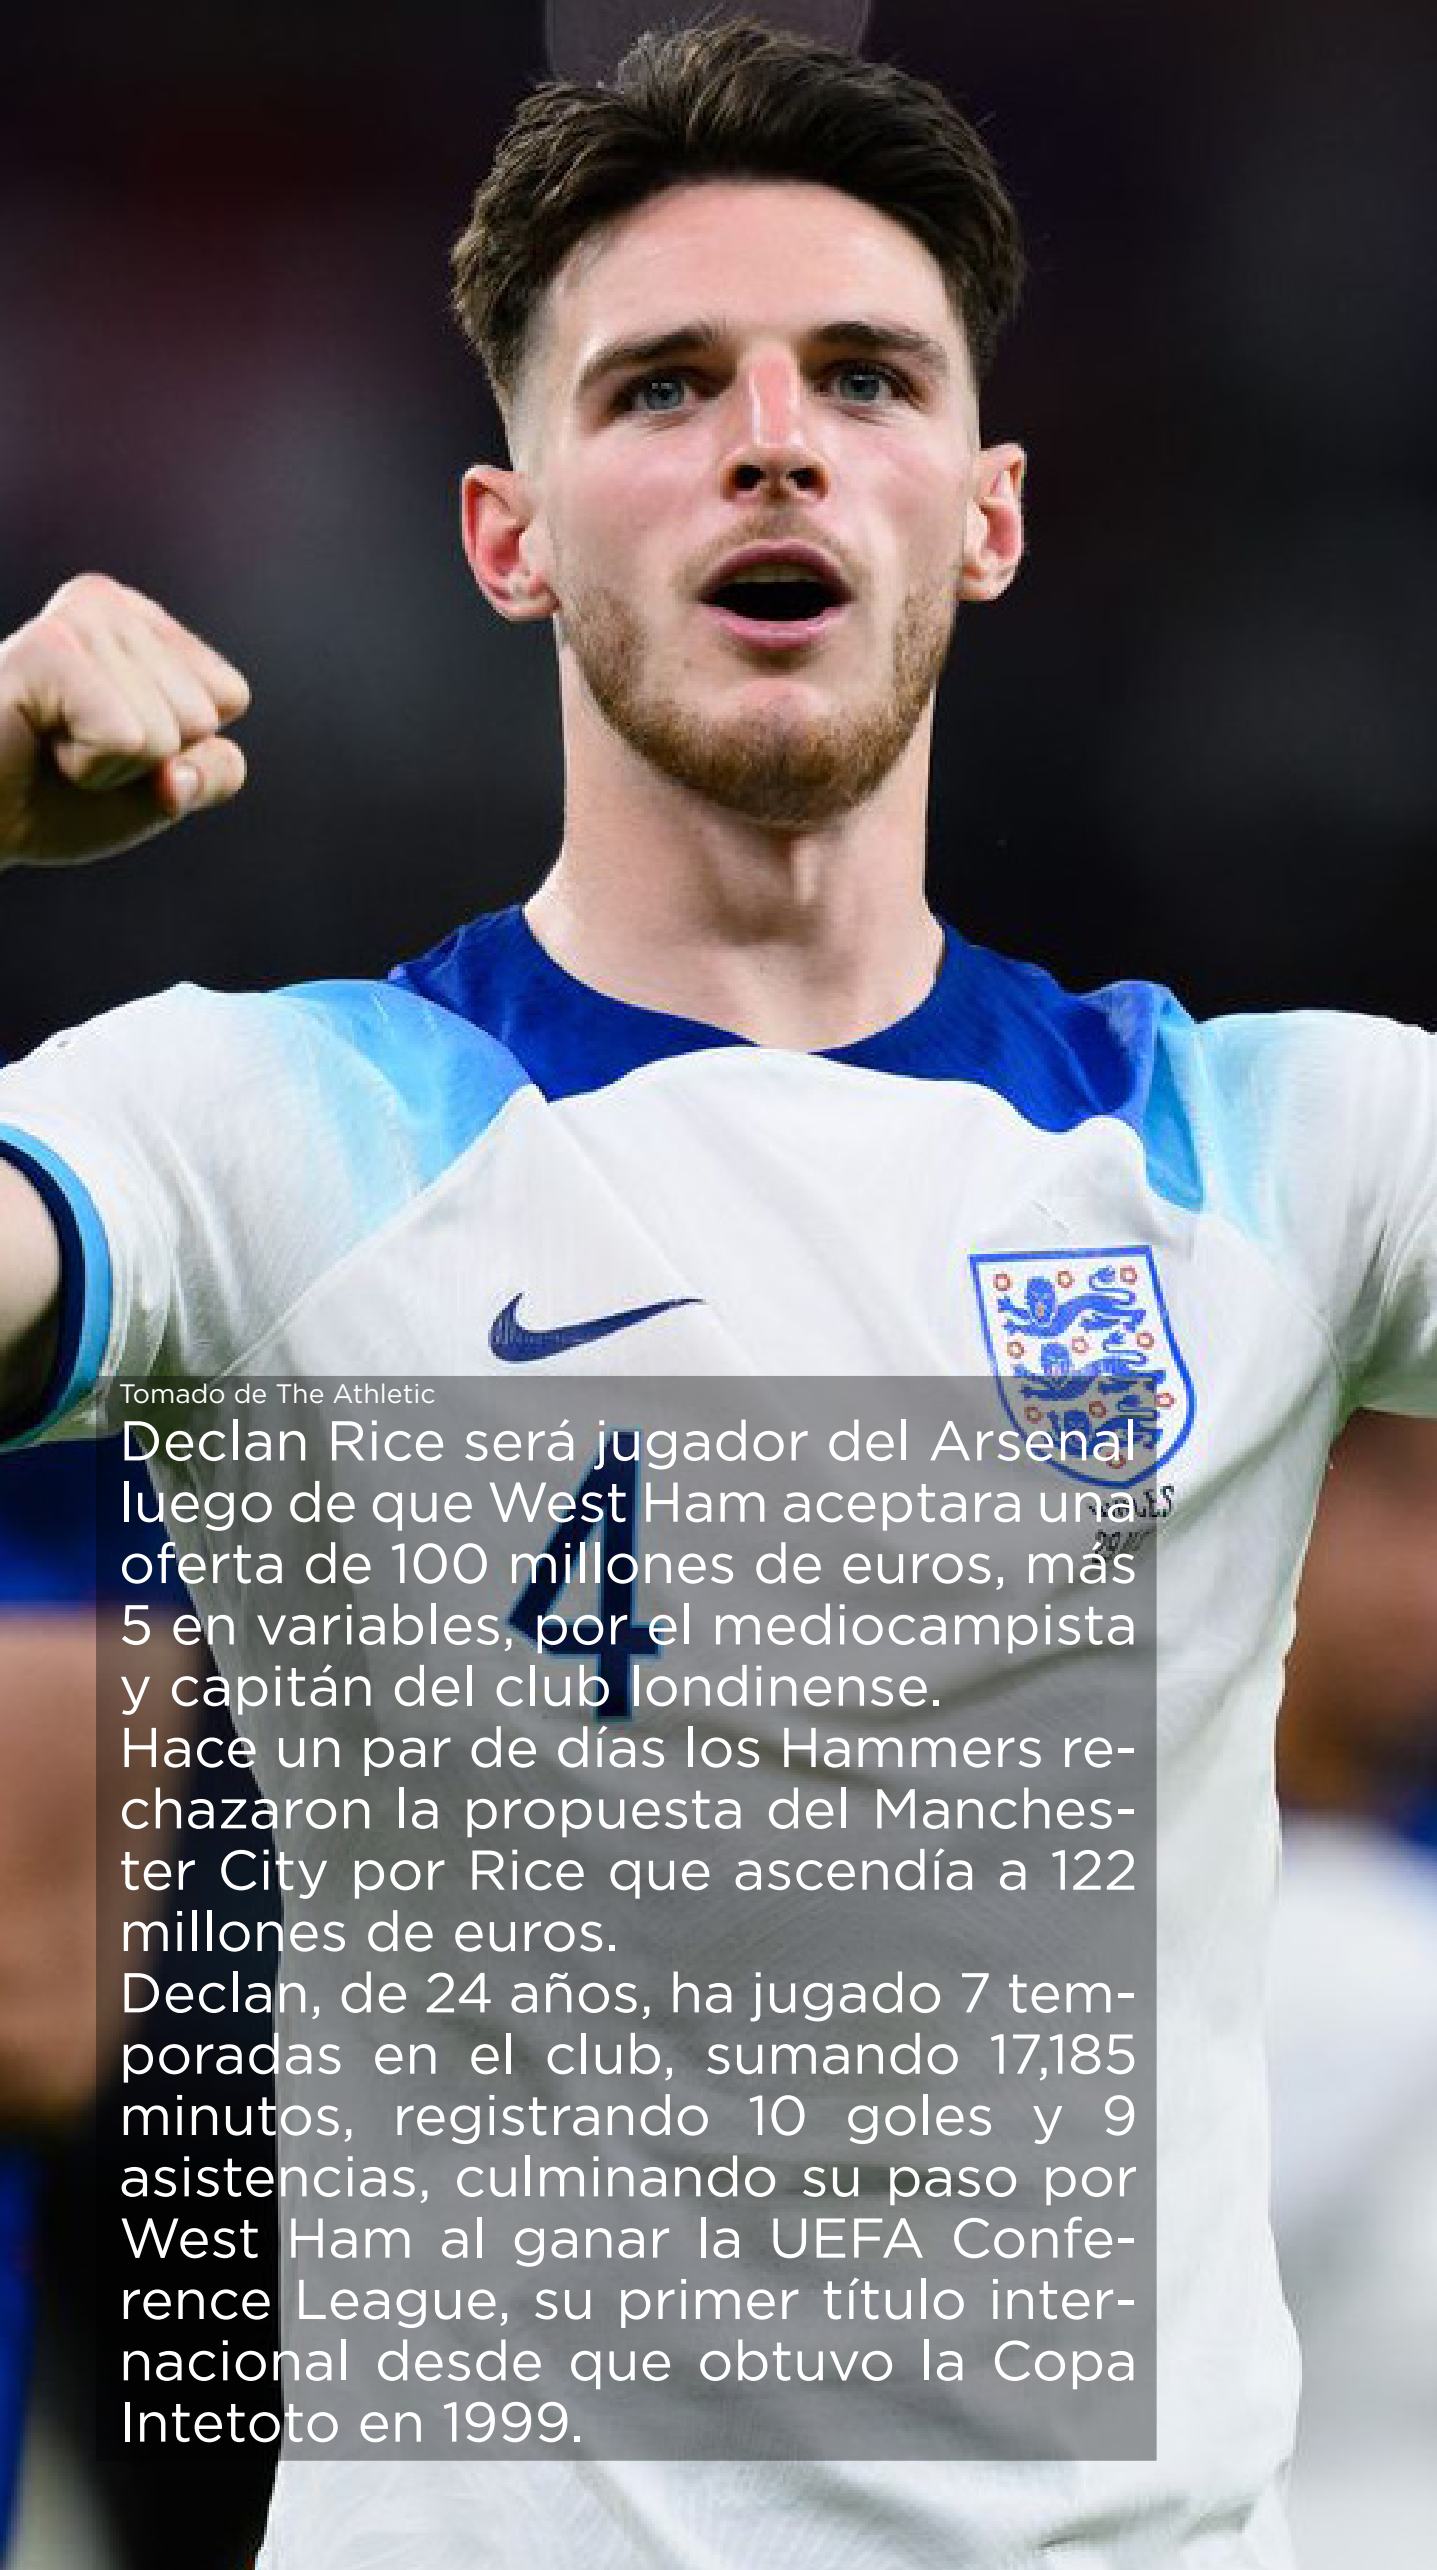 Tomado de The Athletic
Declan Rice será jugador del Arsenal
luego de que West Ham aceptara una
oferta de 100 millones de euros, más
5 en variables, por el mediocampista
y capitán del club londinense.
Hace un par de días los Hammers re-
chazaron la propuesta del Manches-
ter City por Rice que ascendía a 122
millones de euros.
Declan, de 24 años, ha jugado 7 tem-
poradas en el club, sumando 17,185
minutos, registrando 10 goles y 9
asistencias, culminando su paso por
West Ham al ganar la UEFA Confe-
rence League, su primer título inter-
nacional desde que obtuvo la Copa
Intetoto en 1999.
4